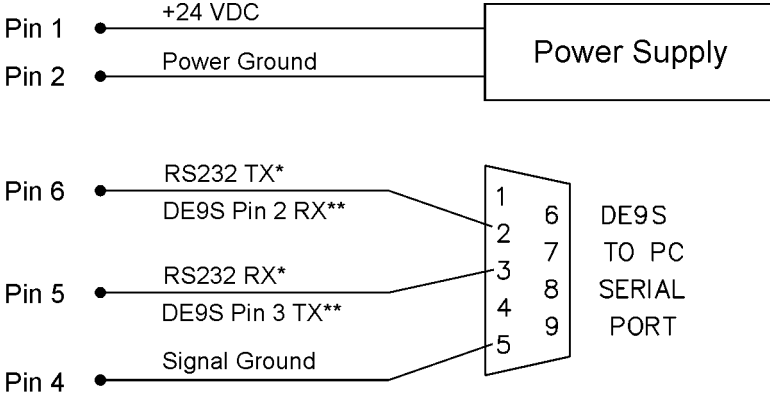 Pin 1
+24 VDC
Pin 2
Power Ground
Power Supply
Pin 6
RS232 TX*
DE9S Pin 2 RX**
Pin 5
RS232 RX*
DE9S Pin 3 TX**
Pin 4
Signal Ground
1
2
3
4
5
6
7
8
9
DE9S
TO PC
SERIAL
PORT